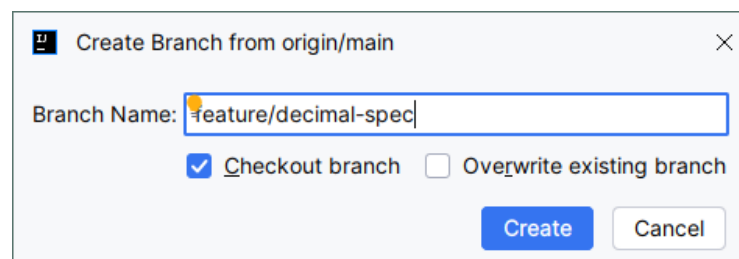 Create Branch from origin/main
Branch Name: feature/decimal-spec
Checkout branch Overwrite existing branch
Create Cancel